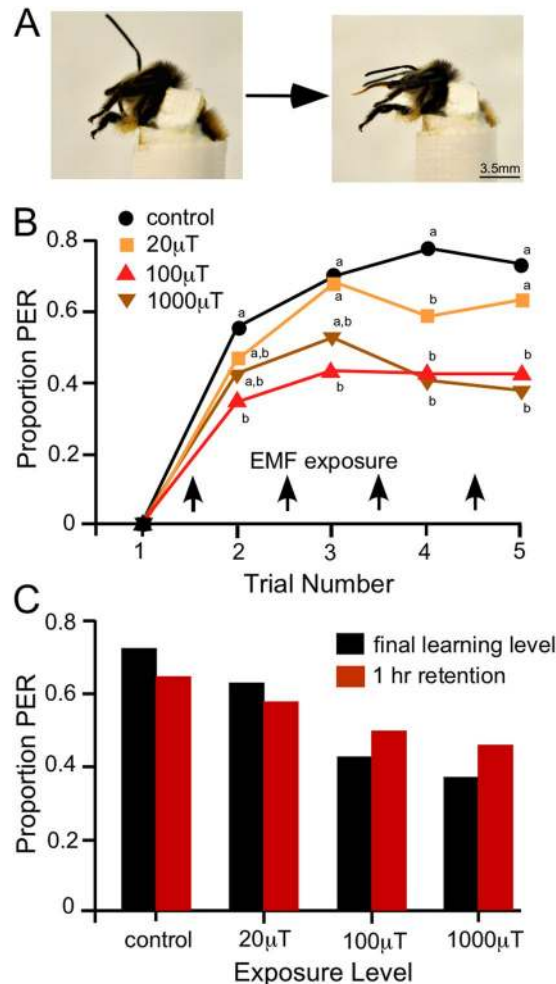 A
3.5mm
B
control
20µT
100µT
1000µT
Proportion PER
0.8
0.6
0.4
0.2
0
a
a
a
a
a,b
a
b
a
a,b
a,b
b
b
b
b
b
b
EMF exposure
1
2
3
4
5
Trial Number
C
final learning level
1 hr retention
Proportion PER
0.8
0.6
0.4
0.2
0
control
20µT
100µT
1000µT
Exposure Level